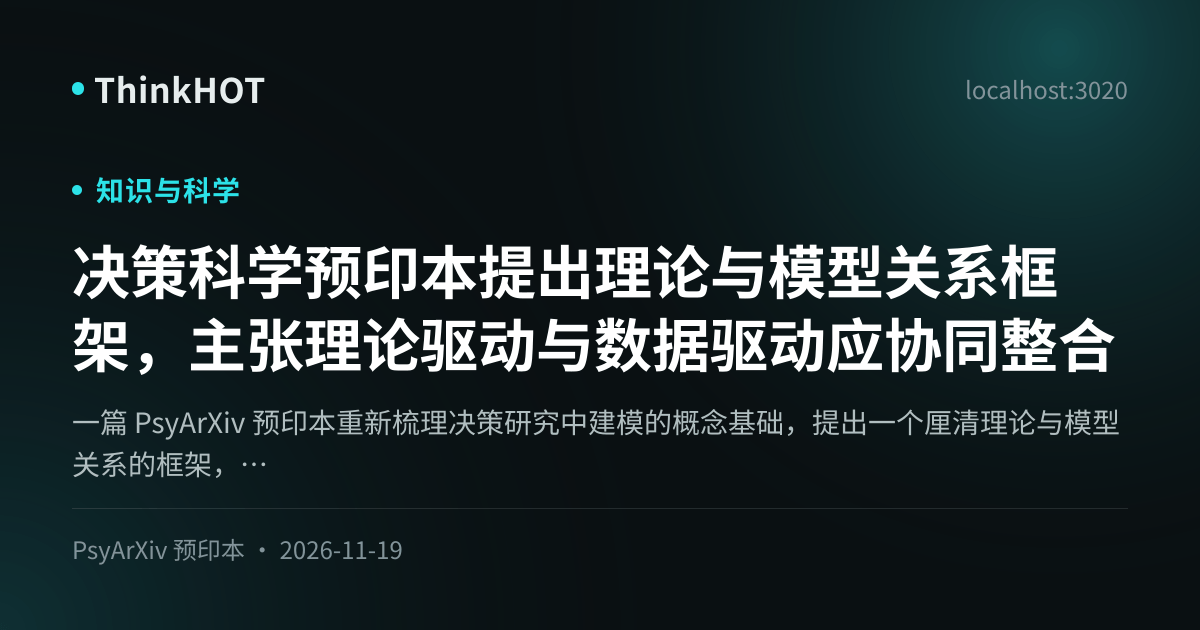 ThinkHOT
localhost:3020
知识与科学
决策科学预印本提出理论与模型关系框
架，主张理论驱动与数据驱动应协同整合
一篇 PsyArXiv 预印本重新梳理决策研究中建模的概念基础，提出一个厘清理论与模型
关系的框架，…
PsyArXiv 预印本 · 2026-11-19